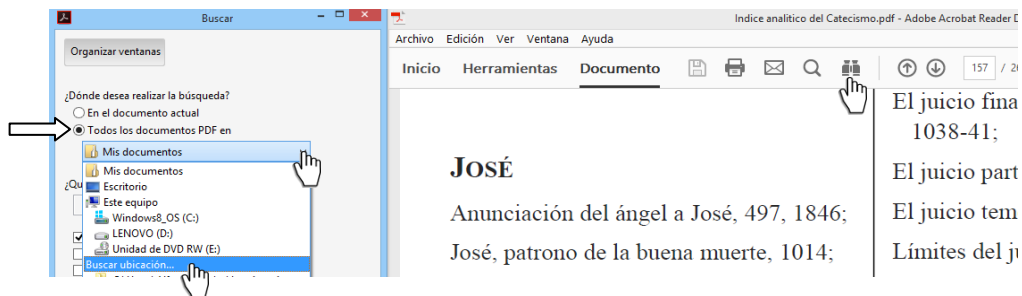 Buscar
Organizar ventanas
¿Dónde desea realizar la búsqueda?
En el documento actual
Todos los documentos PDF en
Mis documentos
Mis documentos
Escritorio
Este equipo
Windows8_OS (C:)
LENOVO (D:)
Unidad de DVD RW (E:)
Buscar ubicación...
Indice analitico del Catecismo.pdf - Adobe Acrobat Reader D
Archivo Edición Ver Ventana Ayuda
Inicio Herramientas Documento 157 / 2
JOSÉ
Anunciación del ángel a José, 497, 1846;
José, patrono de la buena muerte, 1014;
El juicio fina
1038-41;
El juicio part
El juicio tem
Límites del ju